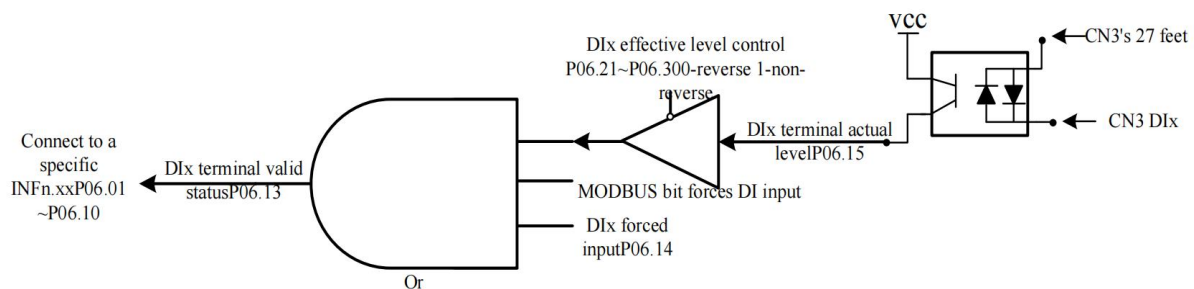 vcc
CN3's 27 feet
DIx effective level control
P06.21~P06.300-reverse 1-non-
reverse
CN3 DIx
DIx terminal actual
levelP06.15
Connect to a
specific
INFn.xxP06.01
~P06.10
DIx terminal valid
statusP06.13
MODBUS bit forces DI input
DIx forced
inputP06.14
Or